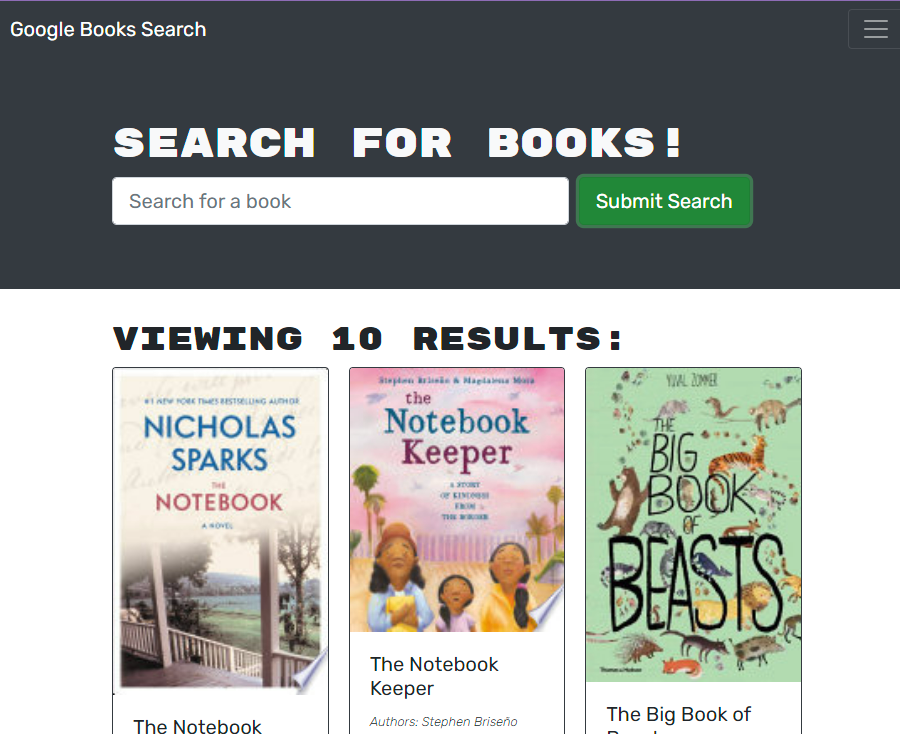 Google Books Search
SEARCH FOR BOOKS!
Search for a book
Submit Search
VIEWING 10 RESULTS:
#1 NEW YORK TIMES BESTSELLING AUTHOR
NICHOLAS
SPARKS
THE
NOTEBOOK
A NOVEL
The Notebook
Stephen Briseño & Magdalena Mora
the
Notebook
Keeper
A STORY
OF KINDNESS
FROM
THE BORDER
The Notebook
Keeper
Authors: Stephen Briseño
YUVAL ZOMMER
THE
BIG
BOOK
OF
BEASTS
Thames & Hudson
The Big Book of